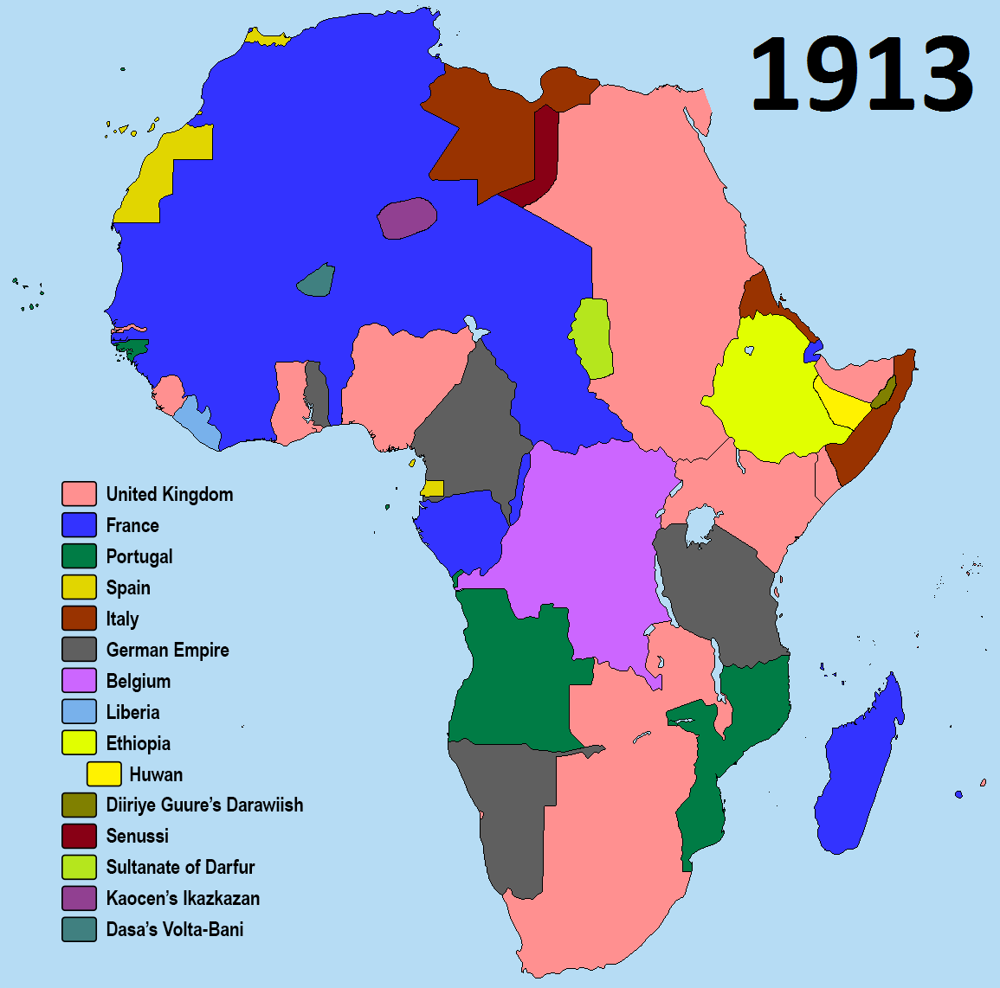 1913
United Kingdom
France
Portugal
Spain
Italy
German Empire
Belgium
Liberia
Ethiopia
Huwan
Diiriye Guure’s Darawiish
Senussi
Sultanate of Darfur
Kaocen’s Ikazkazan
Dasa’s Volta-Bani